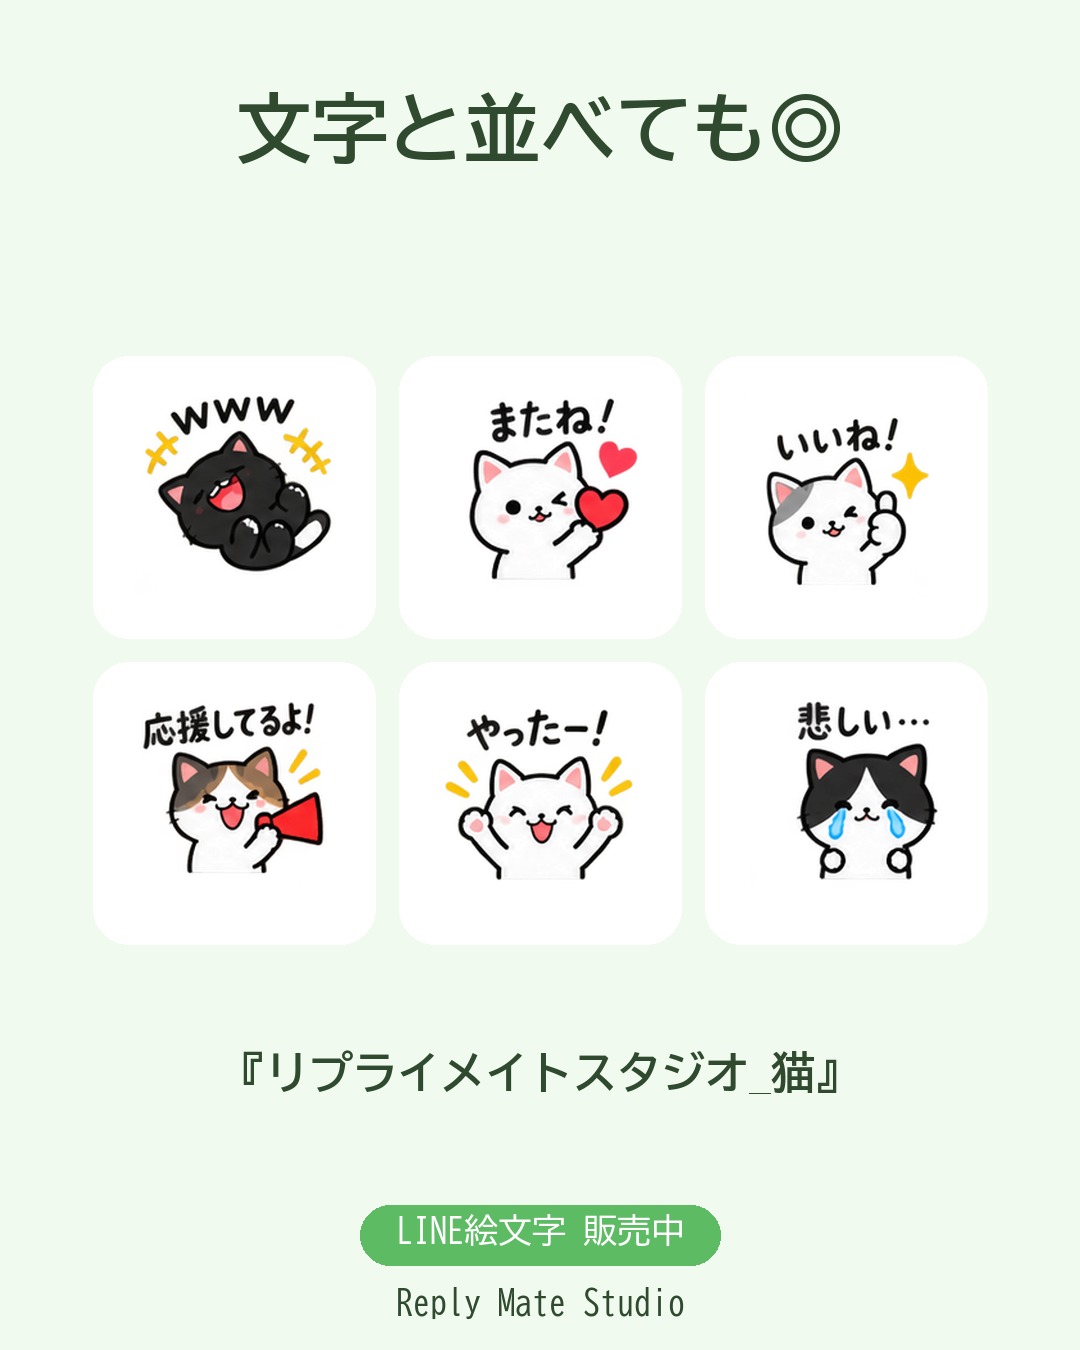 文字と並べても◎
www
またね!
いいね!
応援してるよ!
やったー!
悲しい…
『リプライメイトスタジオ_猫』
LINE絵文字 販売中
Reply Mate Studio